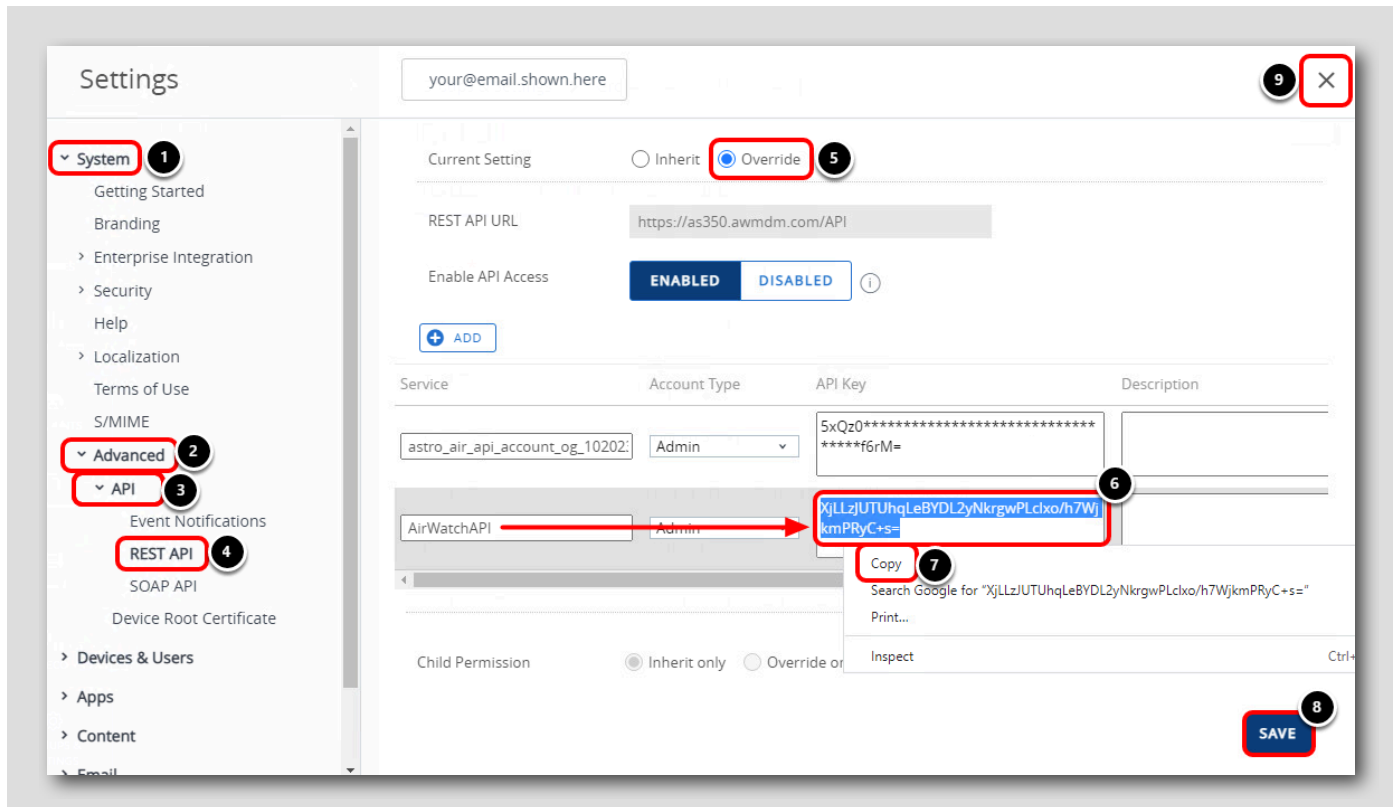 Settings
your@email.shown.here
9
System
1
Getting Started
Branding
Enterprise Integration
Security
Help
Localization
Terms of Use
S/MIME
Advanced
2
API
3
Event Notifications
REST API
4
SOAP API
Device Root Certificate
Devices & Users
Apps
Content
Email
Current Setting
Inherit
Override
5
REST API URL
https://as350.awmdm.com/API
Enable API Access
ENABLED
DISABLED
ADD
Service
Account Type
API Key
Description
astro_air_api_account_og_10202
Admin
5xQz0*****************************
*****f6rM=
6
AirWatchAPI
Admin
XjLLzJUTUhqLeBYDL2yNkrgwPLclxo/h7Wj
kmPRyC+s=
Copy
7
Search Google for “XjLLzJUTUhqLeBYDL2yNkrgwPLclxo/h7WjkmPRyC+s=”
Print...
Inspect
Ctrl+
Child Permission
Inherit only
Override or
8
SAVE